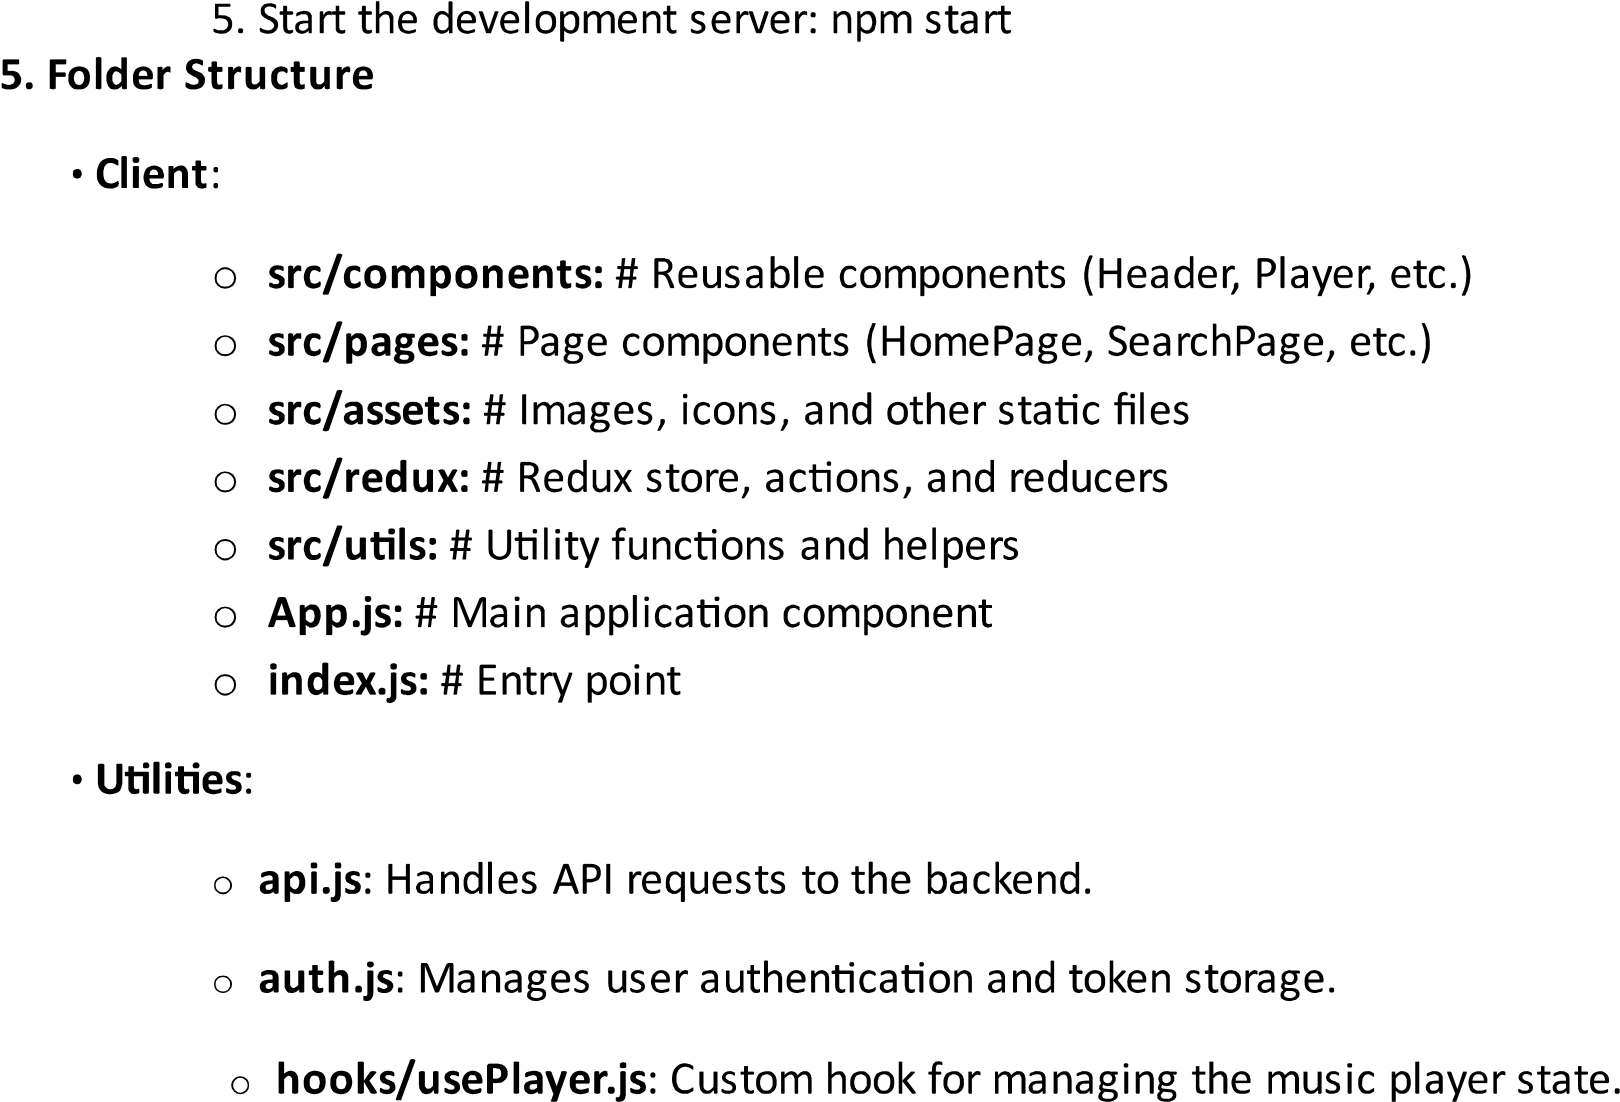 5. Start the development server: npm start
5. Folder Structure
• Client:
○ src/components: # Reusable components (Header, Player, etc.)
○ src/pages: # Page components (HomePage, SearchPage, etc.)
○ src/assets: # Images, icons, and other static files
○ src/redux: # Redux store, actions, and reducers
○ src/utils: # Utility functions and helpers
○ App.js: # Main application component
○ index.js: # Entry point
• Utilities:
○ api.js: Handles API requests to the backend.
○ auth.js: Manages user authentication and token storage.
○ hooks/usePlayer.js: Custom hook for managing the music player state.